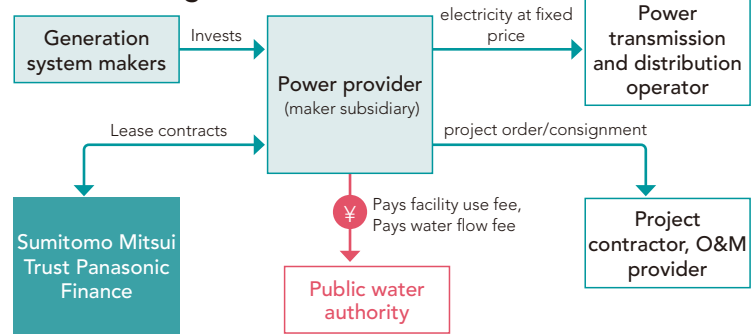 Generation
system makers
Invests
Power provider
(maker subsidiary)
electricity at fixed
price
Power
transmission
and distribution
operator
Lease contracts
project order/consignment
Sumitomo Mitsui
Trust Panasonic
Finance
¥
Pays facility use fee,
Pays water flow fee
Public water
authority
Project
contractor, O&M
provider